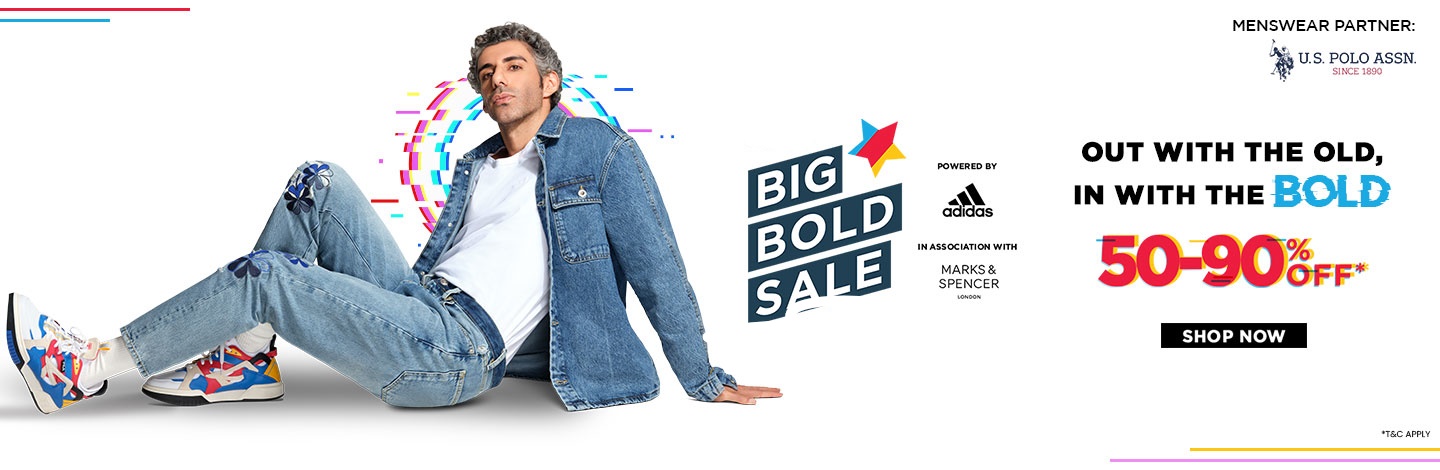 MENSWEAR PARTNER:
U.S. POLO ASSN.
SINCE 1890
BIG
BOLD
SALE
POWERED BY
adidas
IN ASSOCIATION WITH
MARKS &
SPENCER
LONDON
OUT WITH THE OLD,
IN WITH THE BOLD
50-90% OFF*
SHOP NOW
*T&C APPLY